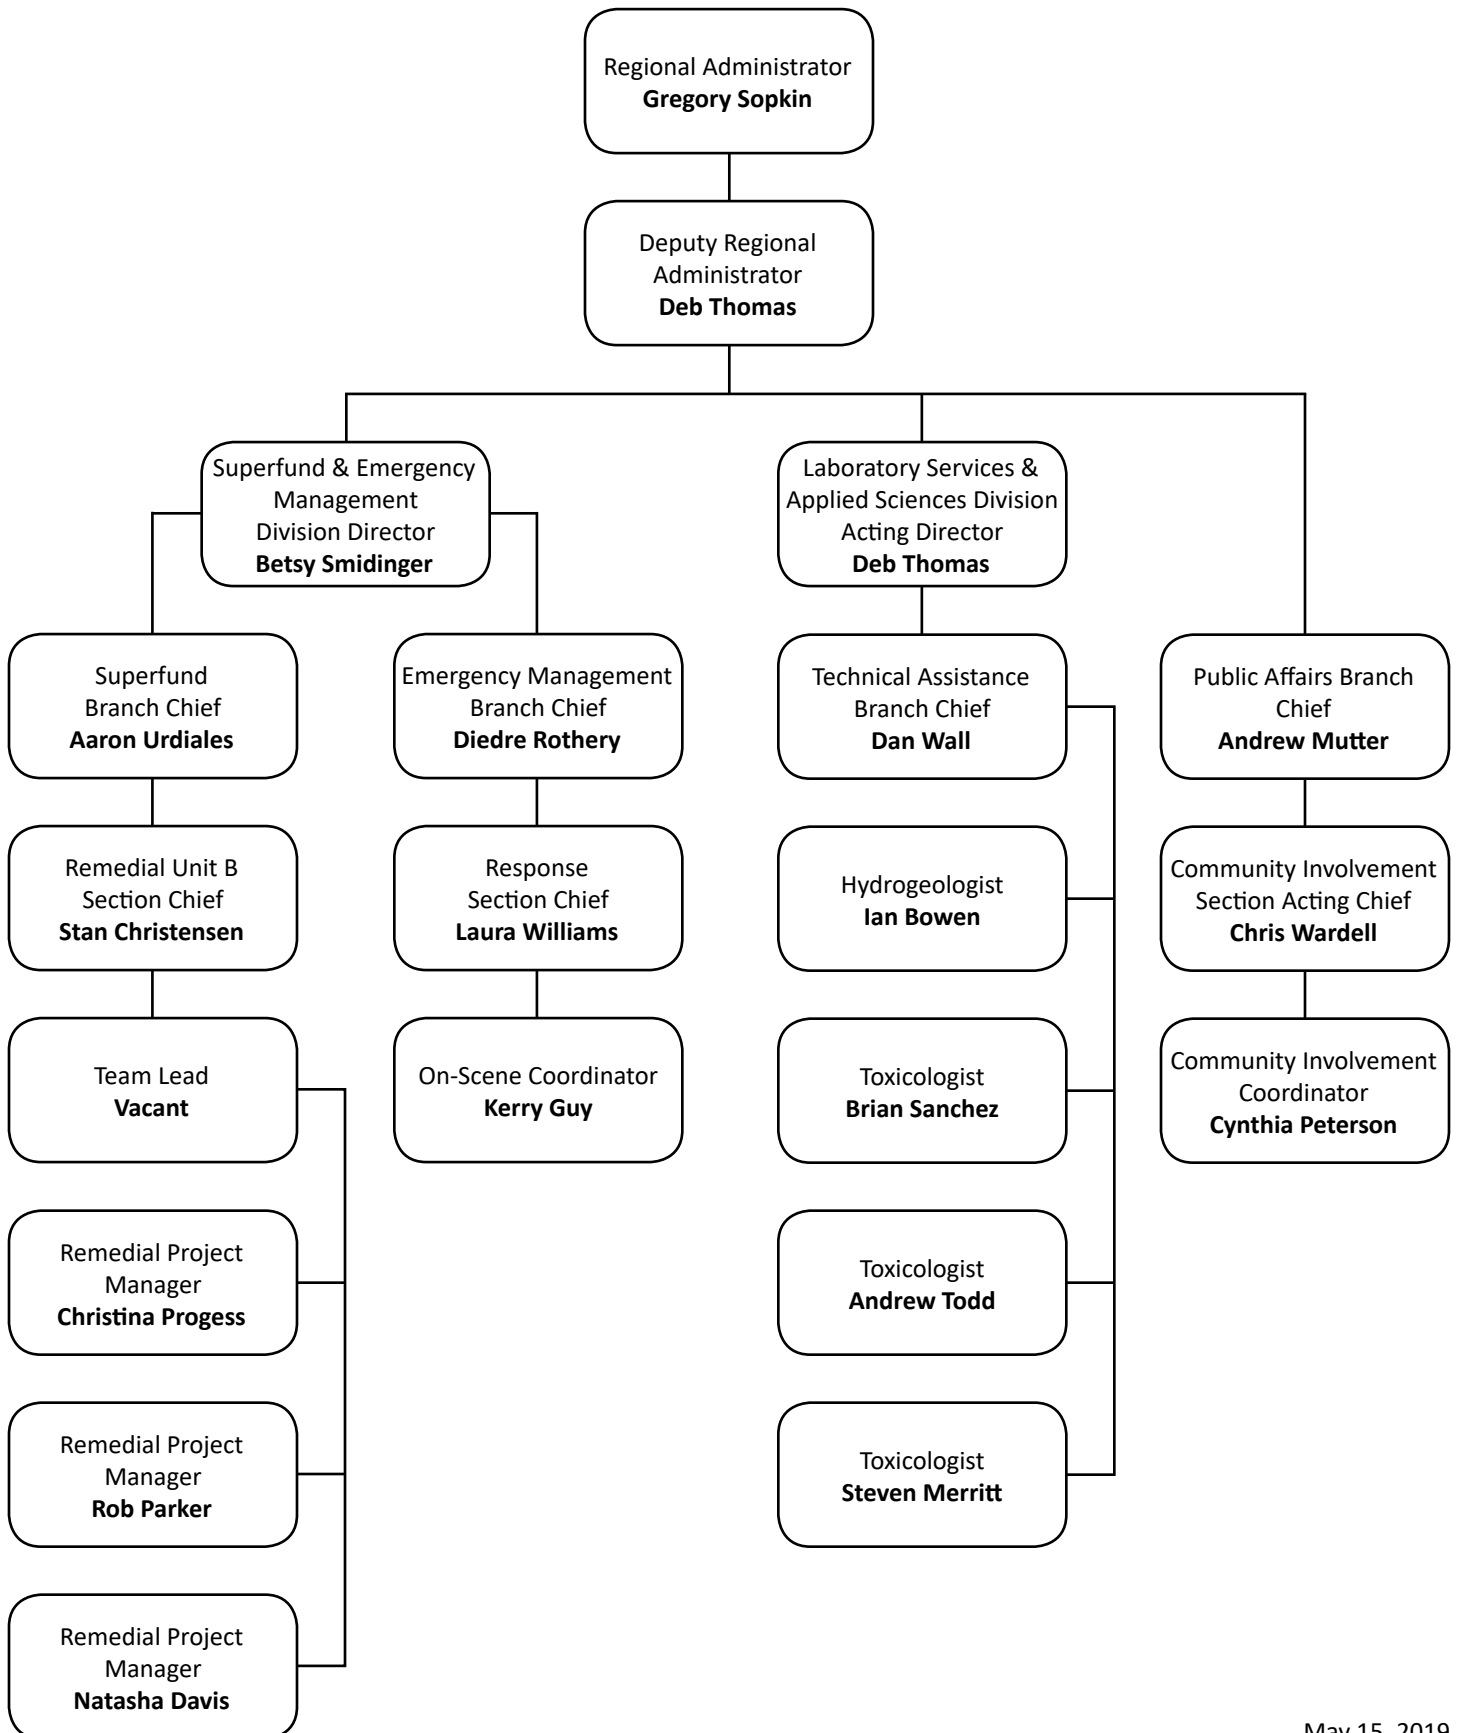 Regional Administrator
Gregory Sopkin
Deputy Regional
Administrator
Deb Thomas
Superfund & Emergency
Management
Division Director
Betsy Smidinger
Laboratory Services &
Applied Sciences Division
Acting Director
Deb Thomas
Superfund
Branch Chief
Aaron Urdiales
Emergency Management
Branch Chief
Diedre Rothery
Technical Assistance
Branch Chief
Dan Wall
Public Affairs Branch
Chief
Andrew Mutter
Remedial Unit B
Section Chief
Stan Christensen
Response
Section Chief
Laura Williams
Hydrogeologist
Ian Bowen
Community Involvement
Section Acting Chief
Chris Wardell
Team Lead
Vacant
On-Scene Coordinator
Kerry Guy
Toxicologist
Brian Sanchez
Community Involvement
Coordinator
Cynthia Peterson
Remedial Project
Manager
Christina Progess
Toxicologist
Andrew Todd
Remedial Project
Manager
Rob Parker
Toxicologist
Steven Merritt
Remedial Project
Manager
Natasha Davis
May 15, 2019